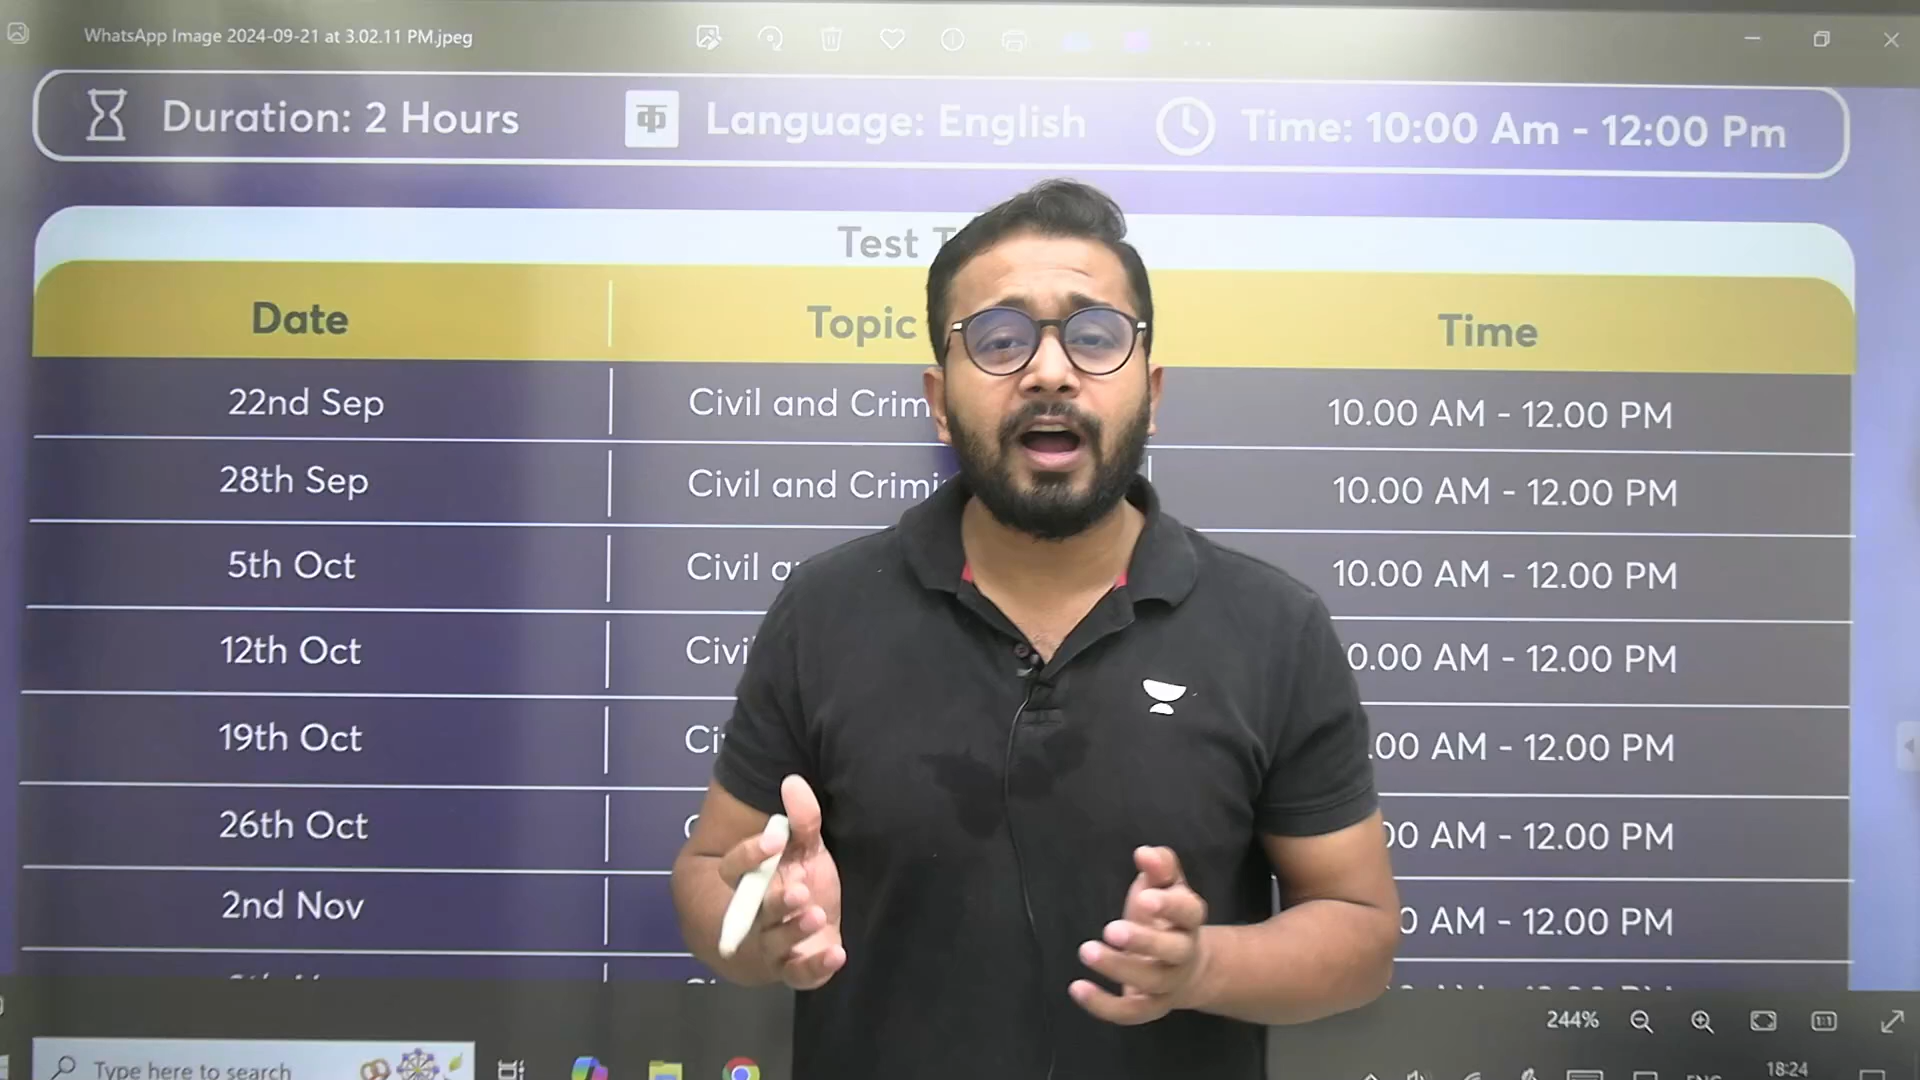 WhatsApp Image 2024-09-21 at 3.02.11 PM.jpeg
Duration: 2 Hours
क
Language: English
Time: 10:00 Am - 12:00 Pm
Test
Date Topic Time
22nd Sep Civil and 10.00 AM - 12.00 PM
28th Sep Civil and 10.00 AM - 12.00 PM
5th Oct Civil 10.00 AM - 12.00 PM
12th Oct 0.00 AM - 12.00 PM
19th Oct .00 AM - 12.00 PM
26th Oct 00 AM - 12.00 PM
2nd Nov 0 AM - 12.00 PM
244%
1:1
Type here to search
18:24